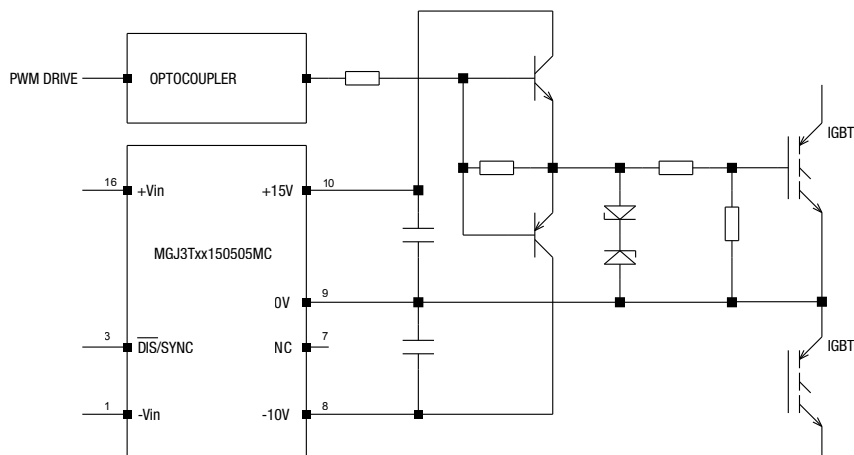 PWM DRIVE
OPTOCOUPLER
IGBT
16
+Vin
+15V
10
MGJ3Txx150505MC
0V
9
3
DIS/SYNC
NC
7
IGBT
1
-Vin
-10V
8